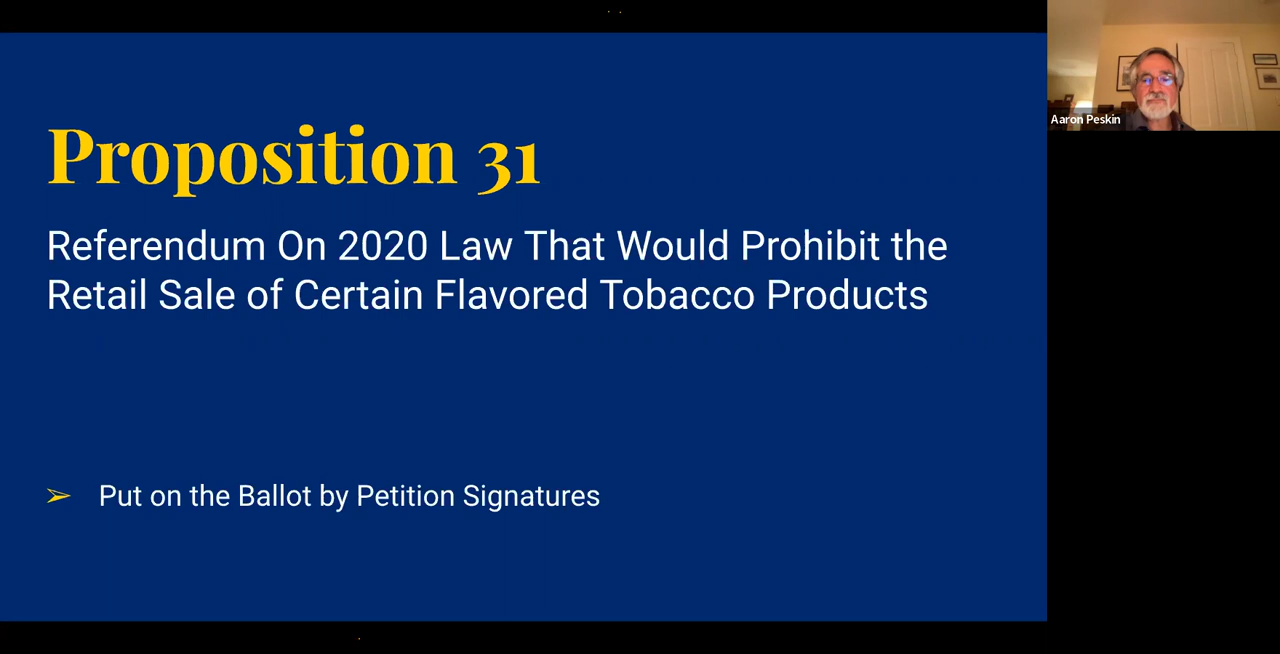 Proposition 31
Referendum On 2020 Law That Would Prohibit the
Retail Sale of Certain Flavored Tobacco Products
➢ Put on the Ballot by Petition Signatures
Aaron Peskin